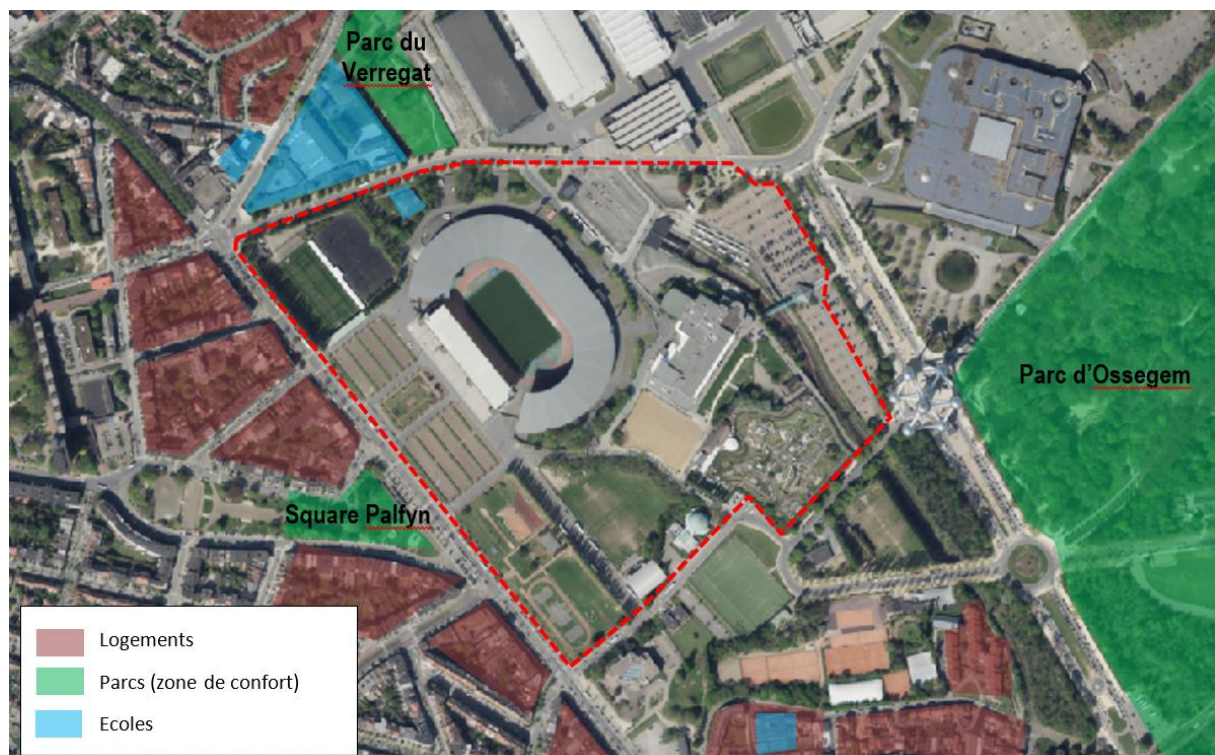 Parc du
Verregat
Parc d'Ossegem
Square Palfyn
Logements
Parcs (zone de confort)
Ecoles